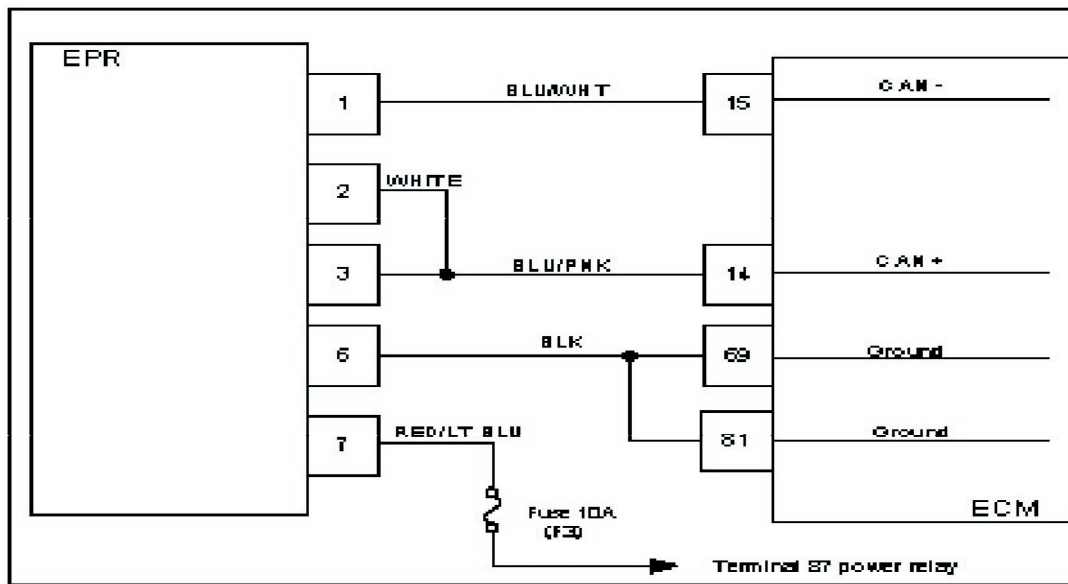 EPR
1
BLU/WHT
15
CAN -
2
WHITE
3
BLU/PNK
14
CAN +
6
BLK
69
Ground
7
RED/LT BLU
81
Ground
Fuse 10A
(F3)
ECM
Terminal 87 power relay